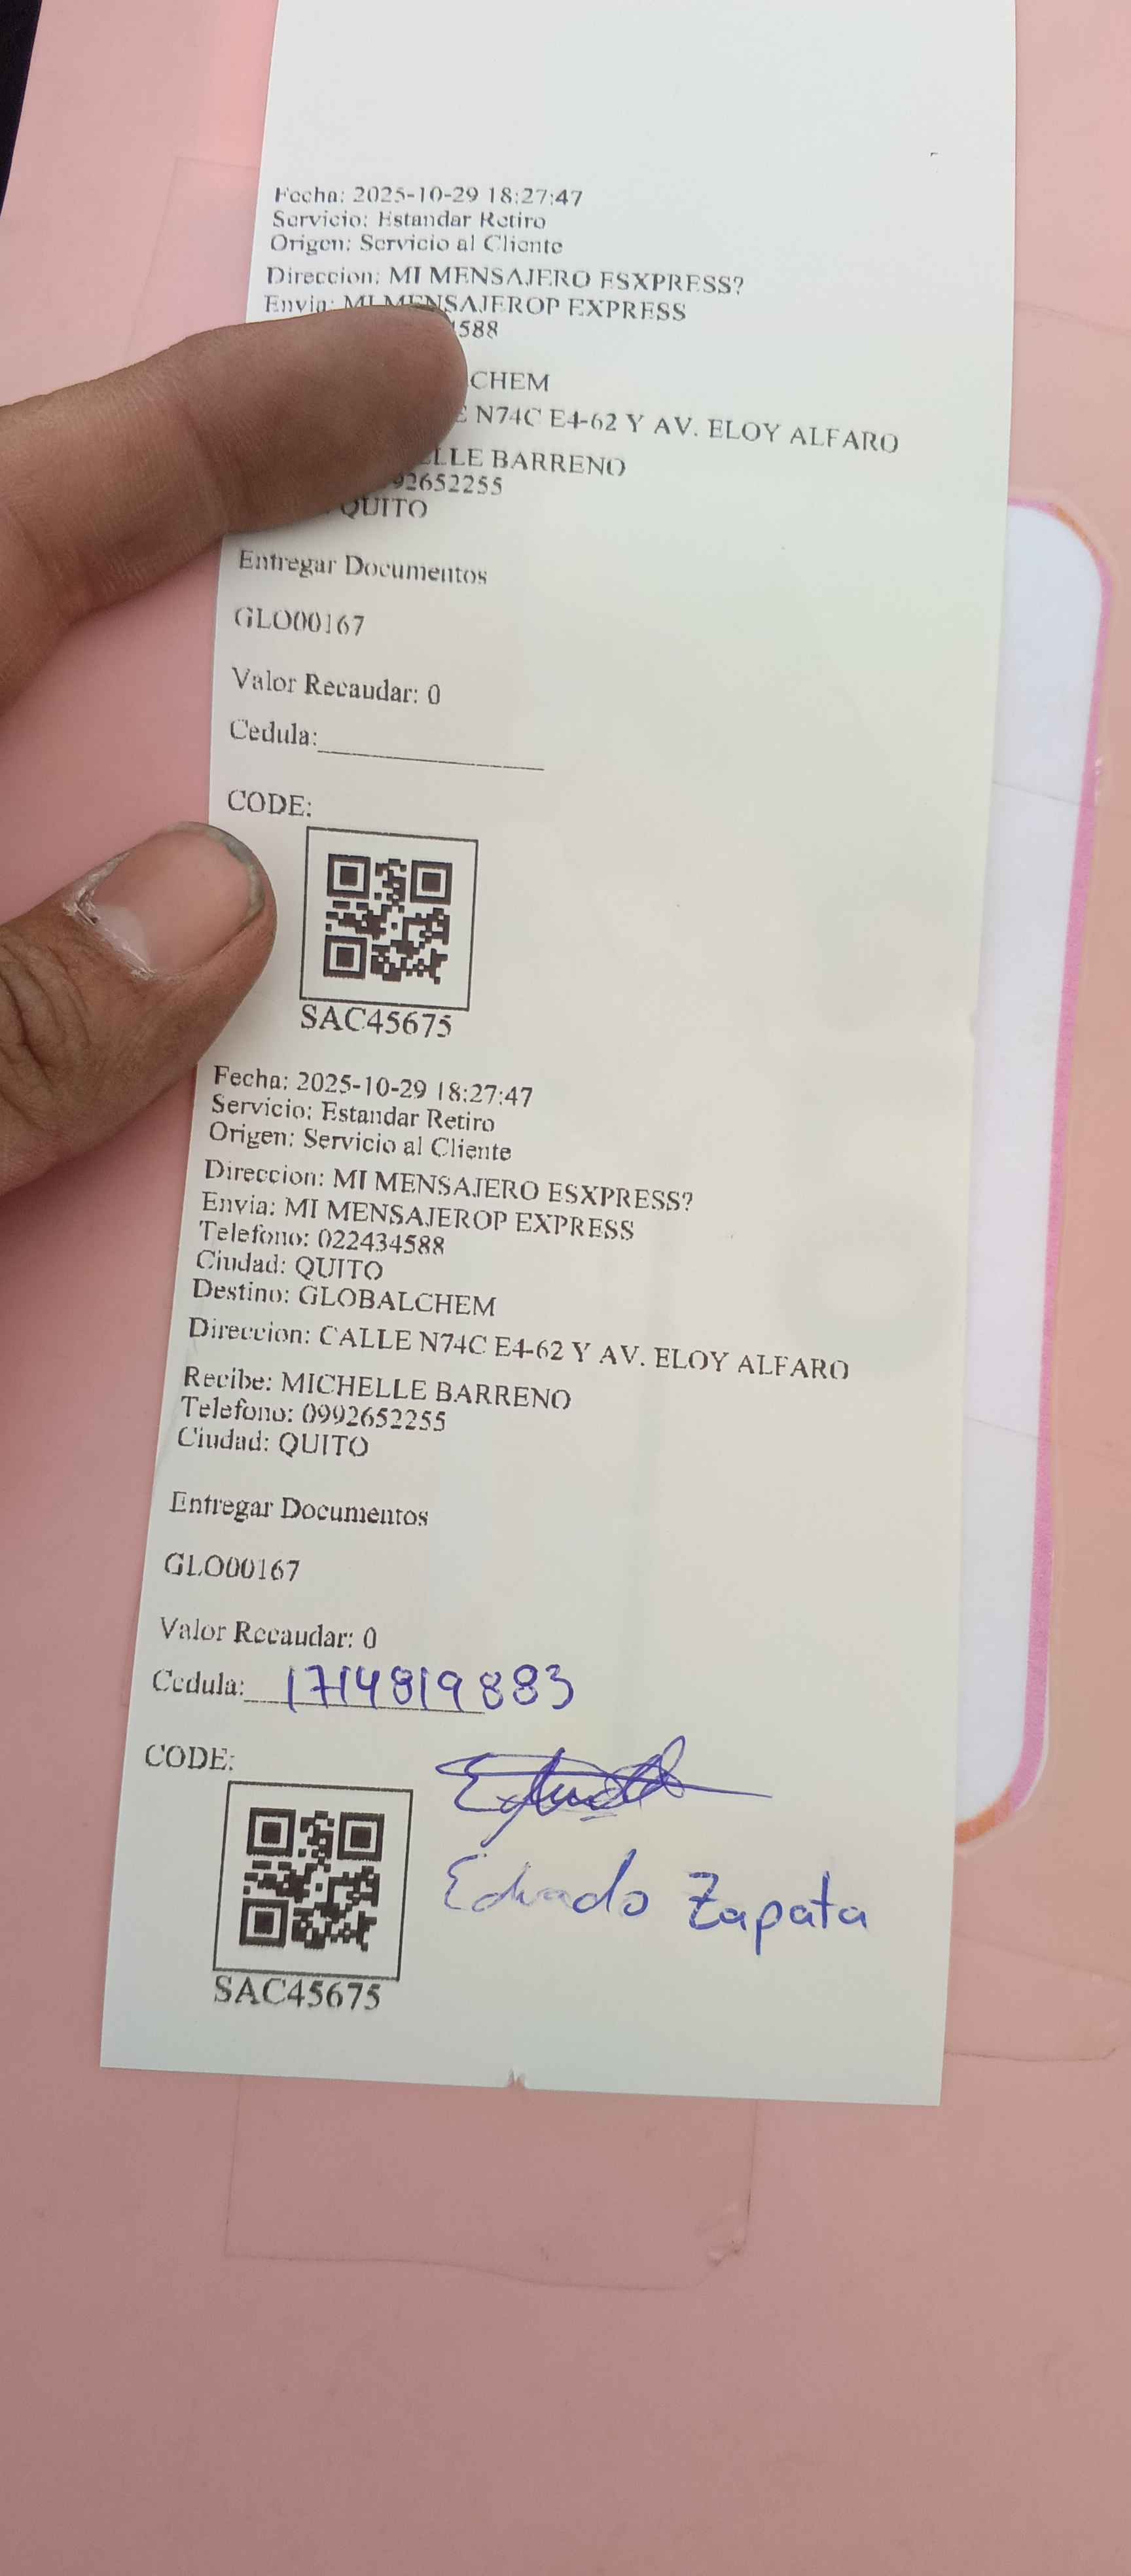 Fecha: 2025-10-29 18:27:47
Servicio: Estandar Retiro
Origen: Servicio al Cliente
Direccion: MI MENSAJERO ESXPRESS?
Envia: MI MENSAJEROP EXPRESS
588
CHEM
N74C E4-62 Y AV. ELOY ALFARO
BARRENO
92652255
QUITO
Entregar Documentos
GLO00167
Valor Recaudar: 0
Cedula:
CODE:
SAC45675
Fecha: 2025-10-29 18:27:47
Servicio: Estandar Retiro
Origen: Servicio al Cliente
Direccion: MI MENSAJERO ESXPRESS?
Envia: MI MENSAJEROP EXPRESS
Telefono: 022434588
Ciudad: QUITO
Destino: GLOBALCHEM
Direccion: CALLE N74C E4-62 Y AV. ELOY ALFARO
Recibe: MICHELLE BARRENO
Telefono: 0992652255
Ciudad: QUITO
Entregar Documentos
GLO00167
Valor Recaudar: 0
Cedula: 1714819883
CODE:
Eduado Zapata
SAC45675